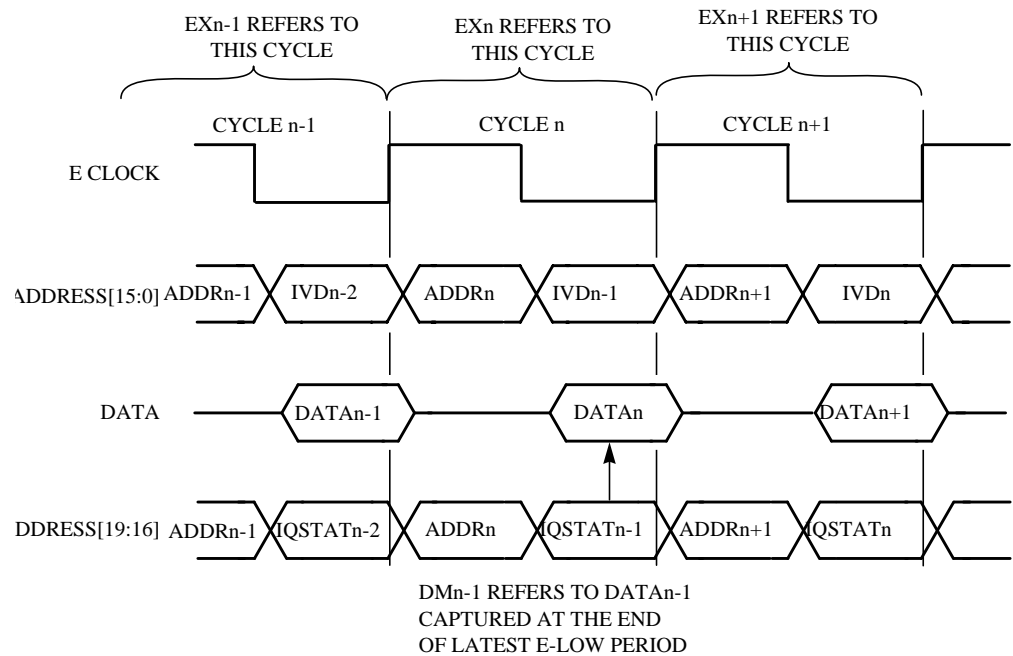 EXn-1 REFERS TO
THIS CYCLE
EXn REFERS TO
THIS CYCLE
EXn+1 REFERS TO
THIS CYCLE
CYCLE n-1
CYCLE n
CYCLE n+1
E CLOCK
ADDRESS[15:0]
ADDRn-1
IVDn-2
ADDRn
IVDn-1
ADDRn+1
IVDn
DATA
DATAn-1
DATAn
DATAn+1
DDRESS[19:16]
ADDRn-1
IQSTATn-2
ADDRn
IQSTATn-1
ADDRn+1
IQSTATn
DMn-1 REFERS TO DATAn-1
CAPTURED AT THE END
OF LATEST E-LOW PERIOD